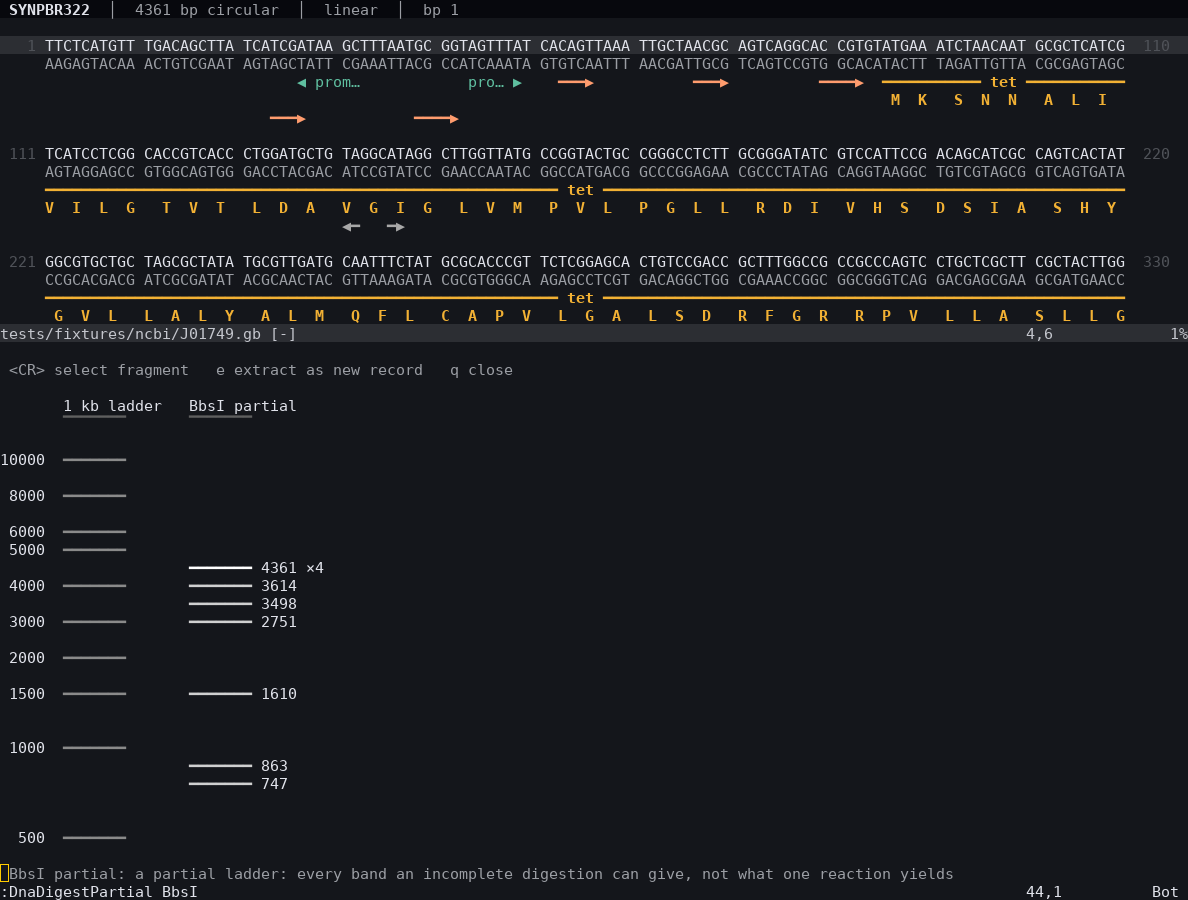 SYNPBR322 │ 4361 bp circular │ linear │ bp 1
1 TTCTCATGTT TGACAGCTTA TCATCGATAA GCTTTAATGC GGTAGTTTAT CACAGTTAAA TTGCTAACGC AGTCAGGCAC CGTGTATGAA ATCTAACAAT GCGCTCATCG 110
AAGAGTACAA ACTGTCGAAT AGTAGCTATT CGAAATTACG CCATCAAATA GTGTCAATTT AACGATTGCG TCAGTCCGTG GCACATACTT TAGATTGTTA CGCGAGTAGC
◀ prom… pro… ▶ tet
M K S N N A L I
111 TCATCCTCGG CACCGTCACC CTGGATGCTG TAGGCATAGG CTTGGTTATG CCGGTACTGC CGGGCCTCTT GCGGGATATC GTCCATTCCG ACAGCATCGC CAGTCACTAT 220
AGTAGGAGCC GTGGCAGTGG GACCTACGAC ATCCGTATCC GAACCAATAC GGCCATGACG GCCCGGAGAA CGCCCTATAG CAGGTAAGGC TGTCGTAGCG GTCAGTGATA
tet
V I L G T V T L D A V G I G L V M P V L P G L L R D I V H S D S I A S H Y
221 GGCGTGCTGC TAGCGCTATA TGCGTTGATG CAATTTCTAT GCGCACCCGT TCTCGGAGCA CTGTCCGACC GCTTTGGCCG CCGCCCAGTC CTGCTCGCTT CGCTACTTGG 330
CCGCACGACG ATCGCGATAT ACGCAACTAC GTTAAAGATA CGCGTGGGCA AGAGCCTCGT GACAGGCTGG CGAAACCGGC GGCGGGTCAG GACGAGCGAA GCGATGAACC
tet
G V L L A L Y A L M Q F L C A P V L G A L S D R F G R R P V L L A S L L G
tests/fixtures/ncbi/J01749.gb [-] 4,6 1%
<CR> select fragment e extract as new record q close
1 kb ladder BbsI partial
10000
8000
6000
5000
4361 ×4
4000 3614
3498
3000 2751
2000
1500 1610
1000
863
747
500
BbsI partial: a partial ladder: every band an incomplete digestion can give, not what one reaction yields
:DnaDigestPartial BbsI 44,1 Bot